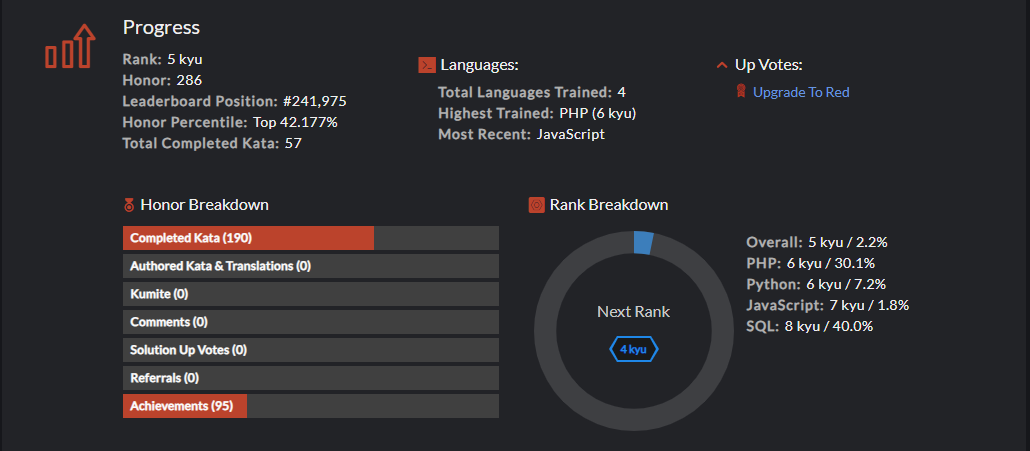 Progress
Rank: 5 kyu
Honor: 286
Leaderboard Position: #241,975
Honor Percentile: Top 42.177%
Total Completed Kata: 57
Languages:
Total Languages Trained: 4
Highest Trained: PHP (6 kyu)
Most Recent: JavaScript
Up Votes:
Upgrade To Red
Honor Breakdown
Completed Kata (190)
Authored Kata & Translations (0)
Kumite (0)
Comments (0)
Solution Up Votes (0)
Referrals (0)
Achievements (95)
Rank Breakdown
Next Rank
4 kyu
Overall: 5 kyu / 2.2%
PHP: 6 kyu / 30.1%
Python: 6 kyu / 7.2%
JavaScript: 7 kyu / 1.8%
SQL: 8 kyu / 40.0%